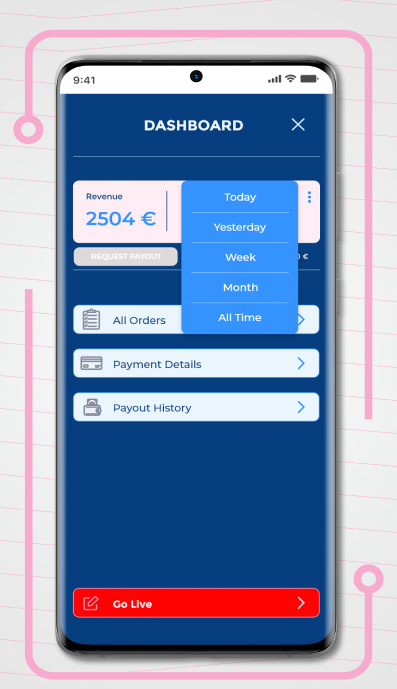 9:41
DASHBOARD
Revenue
2504 €
Today
Yesterday
Week
Month
All Time
REQUEST PAYOUT
€
All Orders
Payment Details
Payout History
Go Live